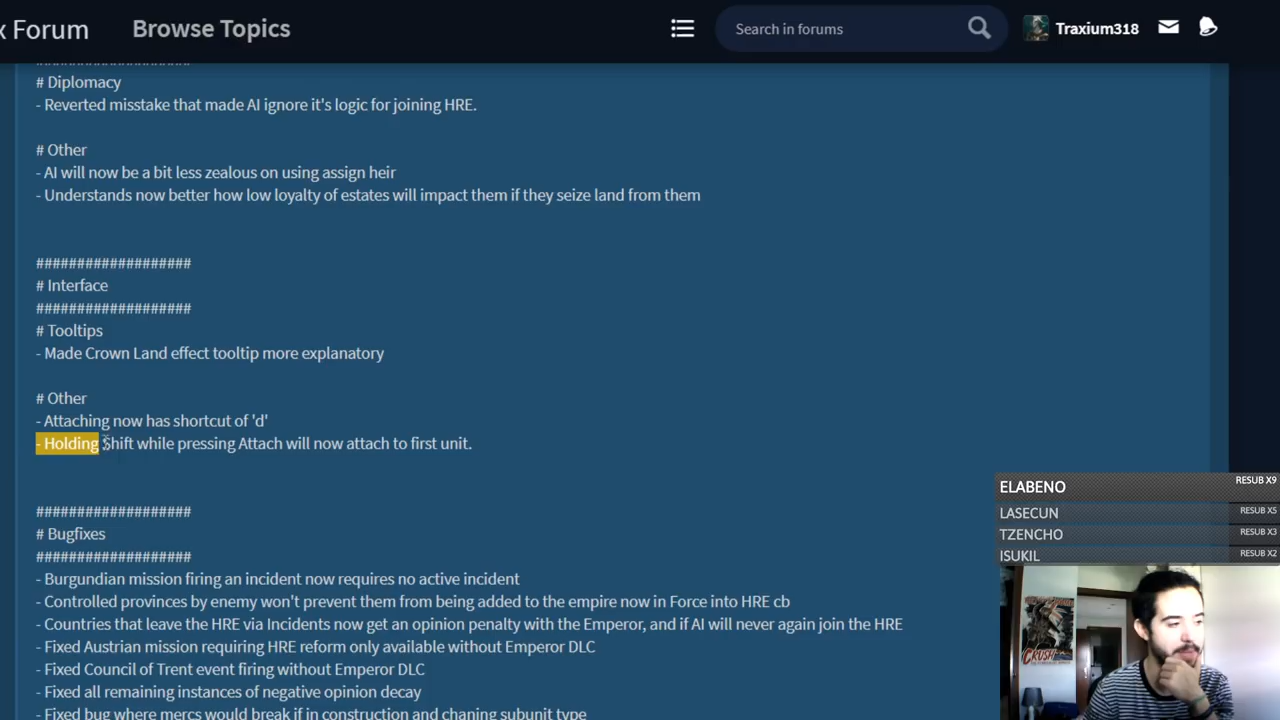 x Forum
Browse Topics
Search in forums
Traxium318
###################
# Diplomacy
- Reverted misstake that made AI ignore it's logic for joining HRE.
# Other
- AI will now be a bit less zealous on using assign heir
- Understands now better how low loyalty of estates will impact them if they seize land from them
###################
# Interface
###################
# Tooltips
- Made Crown Land effect tooltip more explanatory
# Other
- Attaching now has shortcut of 'd'
- Holding Shift while pressing Attach will now attach to first unit.
###################
# Bugfixes
###################
- Burgundian mission firing an incident now requires no active incident
- Controlled provinces by enemy won't prevent them from being added to the empire now in Force into HRE cb
- Countries that leave the HRE via Incidents now get an opinion penalty with the Emperor, and if AI will never again join the HRE
- Fixed Austrian mission requiring HRE reform only available without Emperor DLC
- Fixed Council of Trent event firing without Emperor DLC
- Fixed all remaining instances of negative opinion decay
- Fixed bug where mercs would break if in construction and chaning subunit type
ELABENO RESUB X9
LASECUN RESUB X5
TZENCHO RESUB X3
ISUKIL RESUB X2
CRUSH